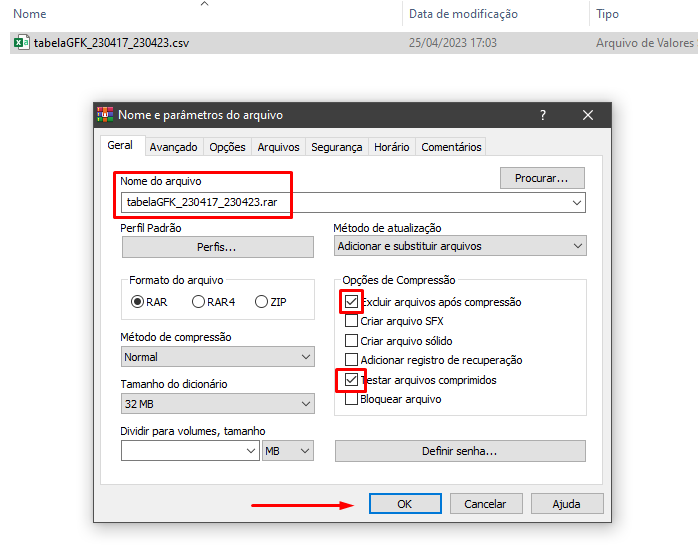 Nome Data de modificação Tipo
tabelaGFK_230417_230423.csv 25/04/2023 17:03 Arquivo de Valores
Nome e parâmetros do arquivo ?
Geral Avançado Opções Arquivos Segurança Horário Comentários
Nome do arquivo Procurar...
tabelaGFK_230417_230423.rar
Perfil Padrão Método de atualização
Perfis... Adicionar e substituir arquivos
Formato do arquivo Opções de Compressão
RAR RAR4 ZIP Excluir arquivos após compressão
Criar arquivo SFX
Método de compressão Criar arquivo sólido
Normal Adicionar registro de recuperação
Tamanho do dicionário Testar arquivos comprimidos
32 MB Bloquear arquivo
Dividir para volumes, tamanho
MB Definir senha...
OK Cancelar Ajuda